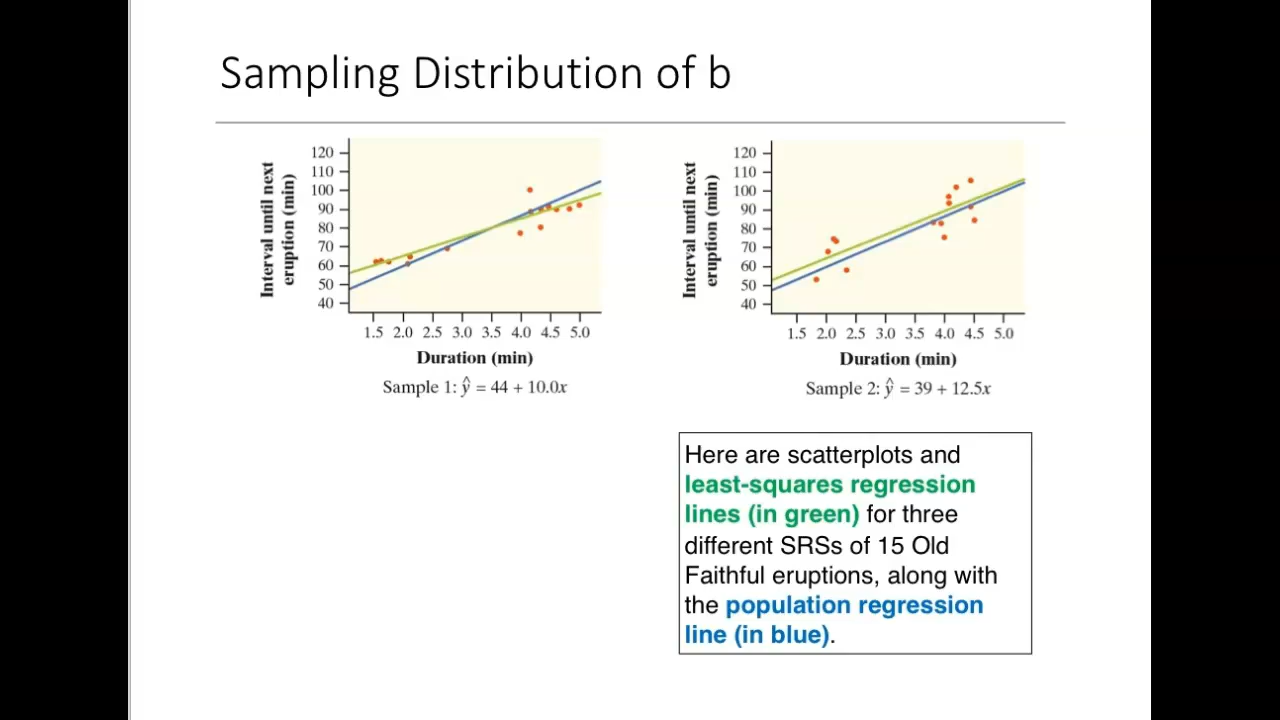 Sampling Distribution of b
Interval until next
eruption (min)
120
110
100
90
80
70
60
50
40
1.5 2.0 2.5 3.0 3.5 4.0 4.5 5.0
Duration (min)
Sample 1: ŷ = 44 + 10.0x
Interval until next
eruption (min)
120
110
100
90
80
70
60
50
40
1.5 2.0 2.5 3.0 3.5 4.0 4.5 5.0
Duration (min)
Sample 2: ŷ = 39 + 12.5x
Here are scatterplots and
least-squares regression
lines (in green) for three
different SRSs of 15 Old
Faithful eruptions, along with
the population regression
line (in blue).